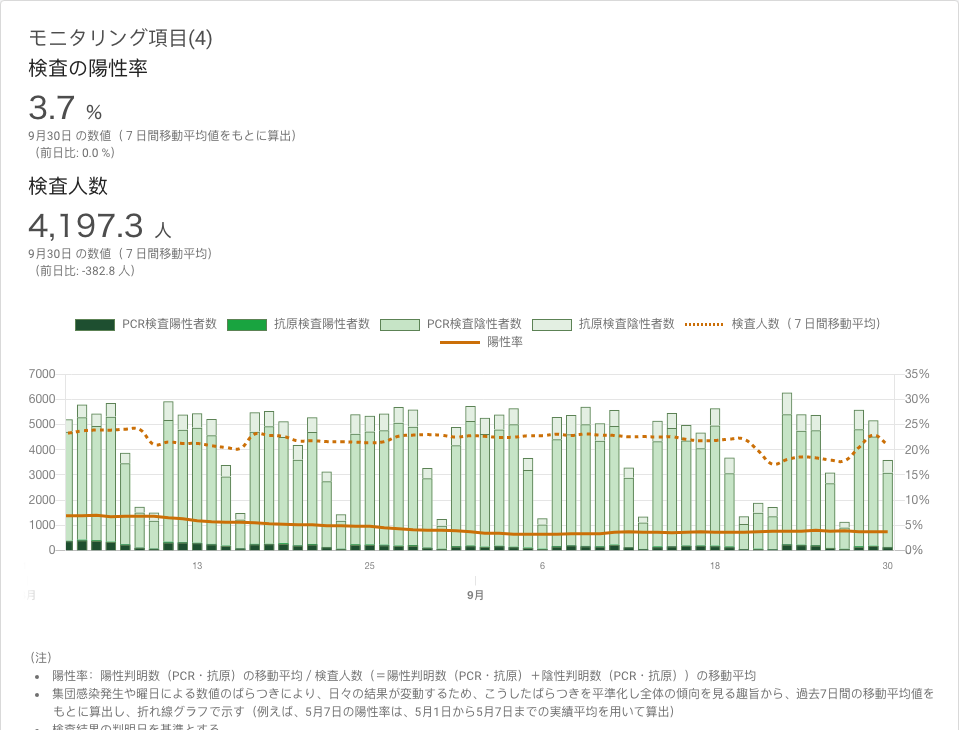 モニタリング項目(4)
検査の陽性率
3.7 %
9月30日 の数値（７日間移動平均値をもとに算出）
（前日比: 0.0 %）
検査人数
4,197.3 人
9月30日 の数値（７日間移動平均）
（前日比: -382.8 人）
PCR検査陽性者数 抗原検査陽性者数 PCR検査陰性者数 抗原検査陰性者数 検査人数（７日間移動平均）
陽性率
7000 35%
6000 30%
5000 25%
4000 20%
3000 15%
2000 10%
1000 5%
0 0%
13 25 6 18 30
月 9月
（注）
• 陽性率：陽性判明数（PCR・抗原）の移動平均 / 検査人数（＝陽性判明数（PCR・抗原）＋陰性判明数（PCR・抗原））の移動平均
• 集団感染発生や曜日による数値のばらつきにより、日々の結果が変動するため、こうしたばらつきを平準化し全体の傾向を見る趣旨から、過去7日間の移動平均値を
もとに算出し、折れ線グラフで示す（例えば、5月7日の陽性率は、5月1日から5月7日までの実績平均を用いて算出）
• 検査結果の判明日を基準とする